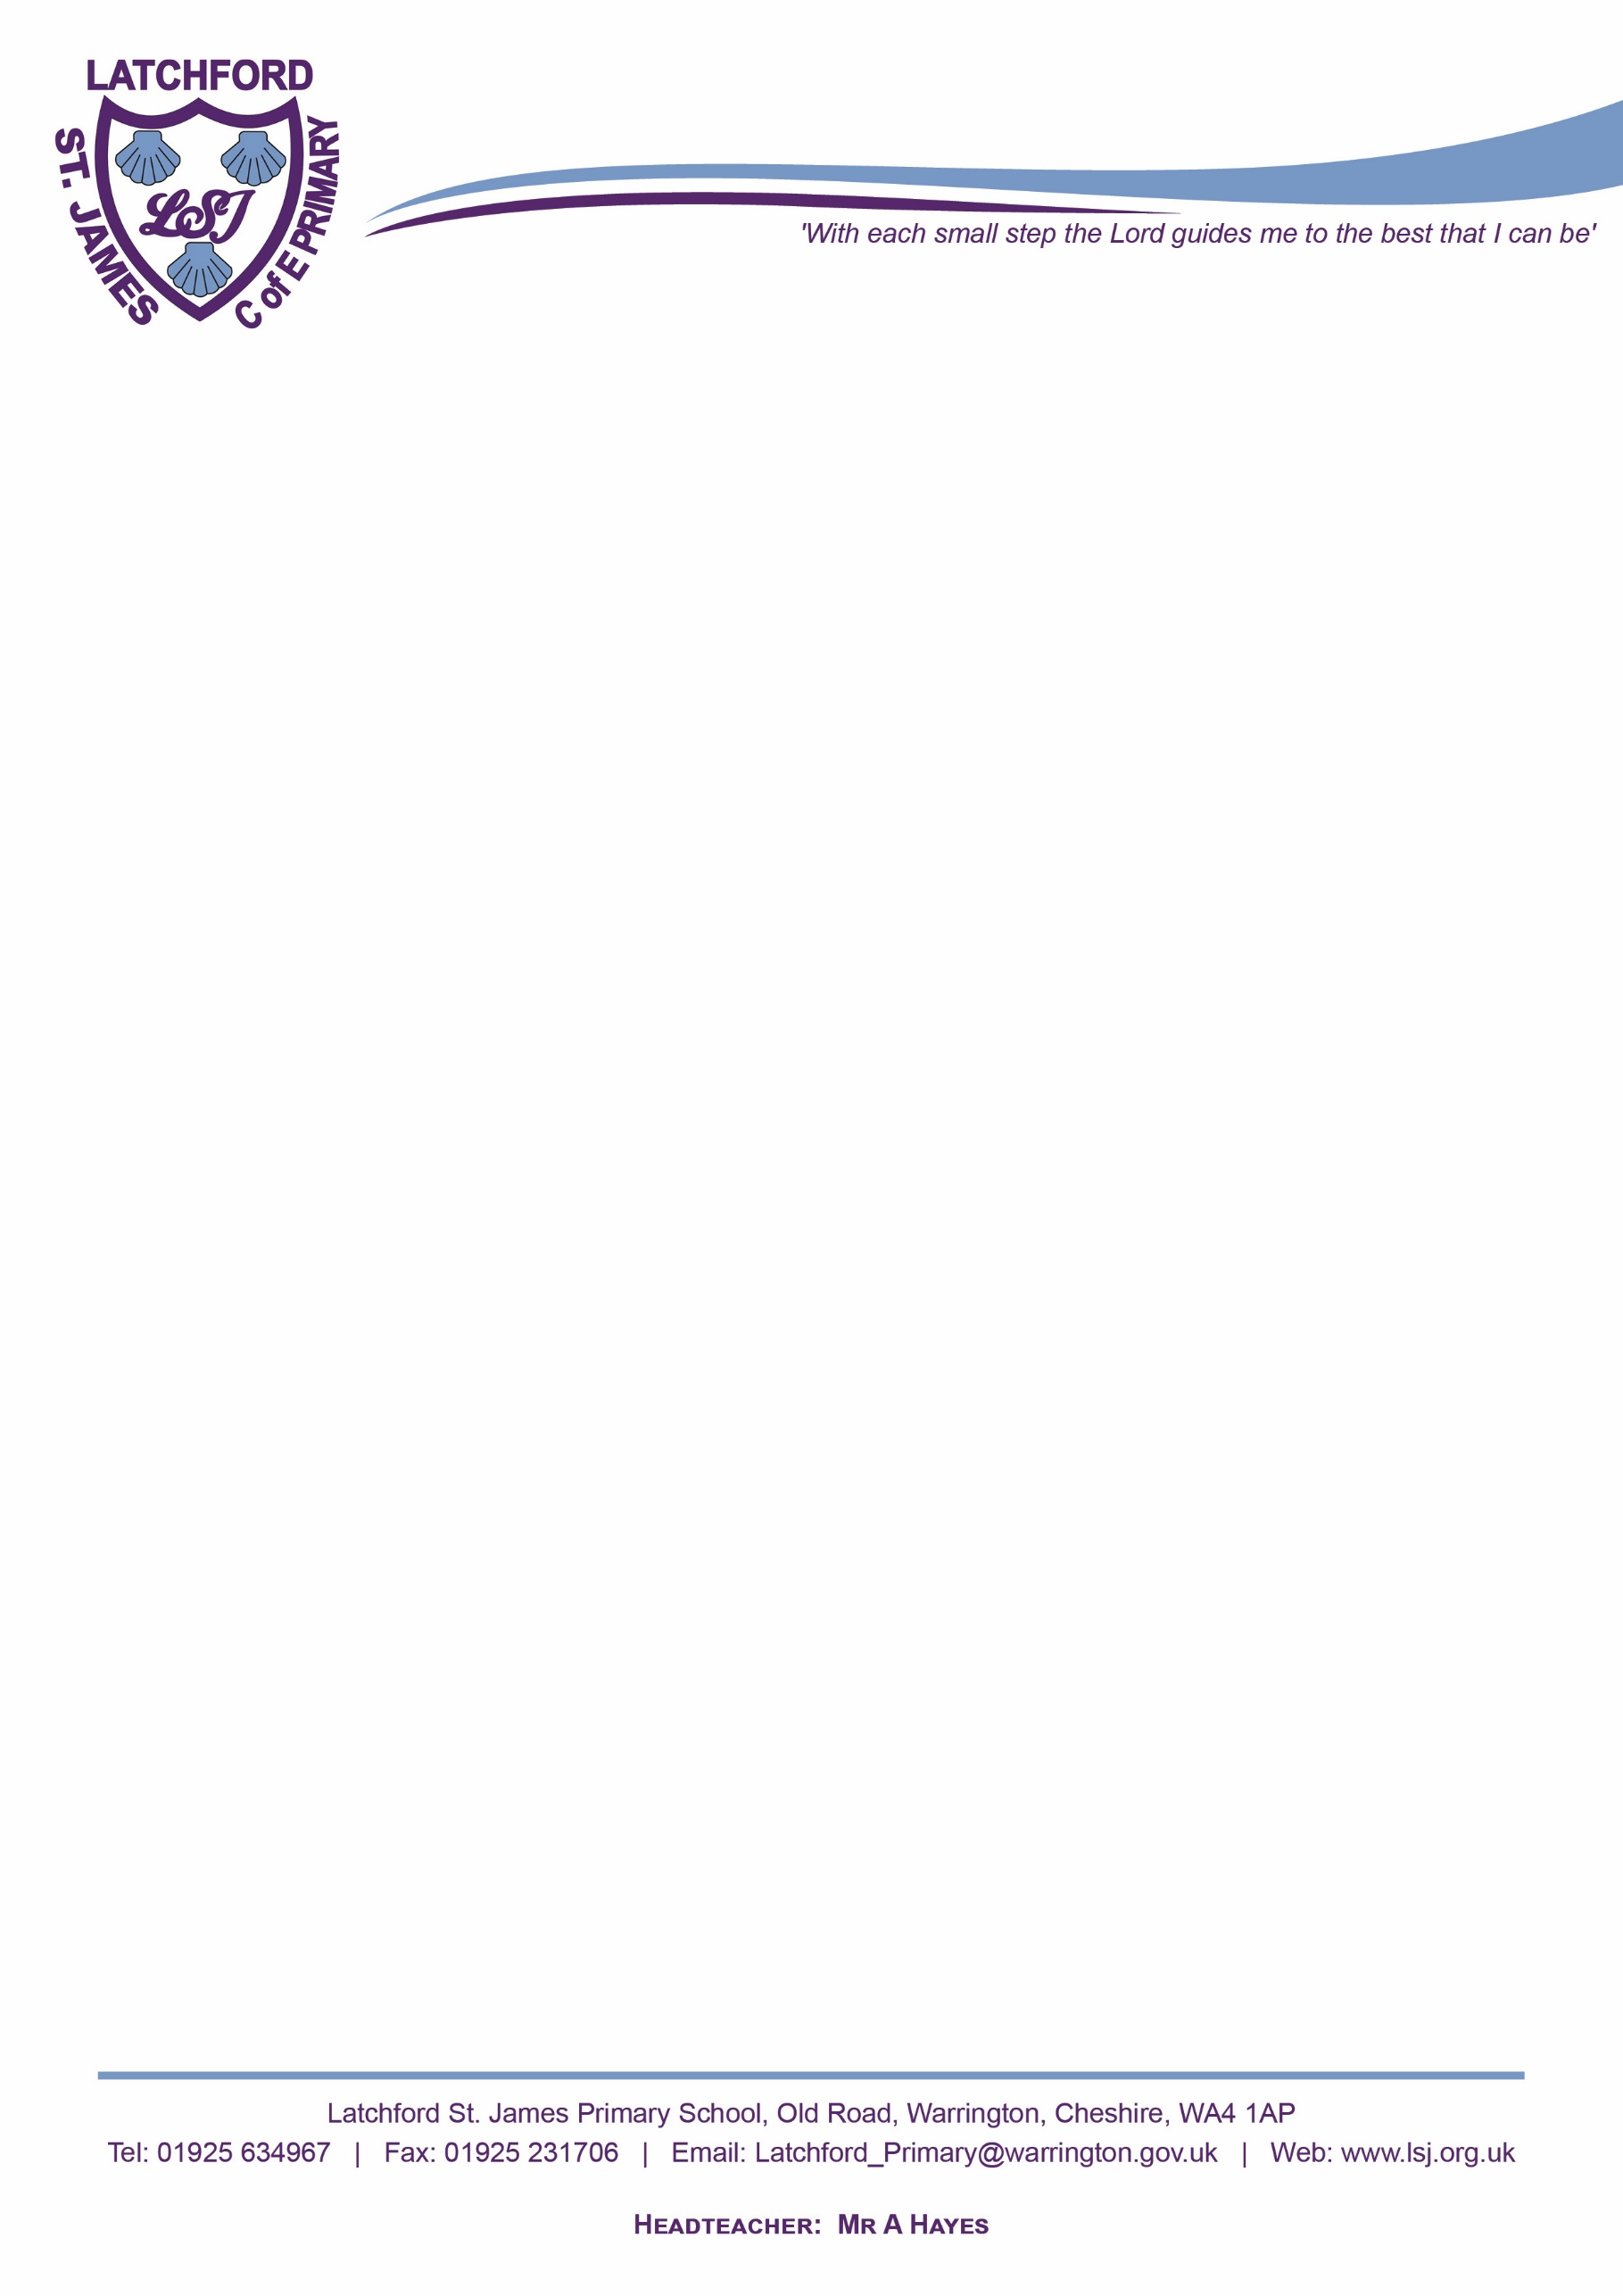 LATCHFORD
ST. JAMES
C of E PRIMARY
LSJ
'With each small step the Lord guides me to the best that I can be'
Latchford St. James Primary School, Old Road, Warrington, Cheshire, WA4 1AP
Tel: 01925 634967 | Fax: 01925 231706 | Email: Latchford_Primary@warrington.gov.uk | Web: www.lsj.org.uk
HEADTEACHER: MR A HAYES